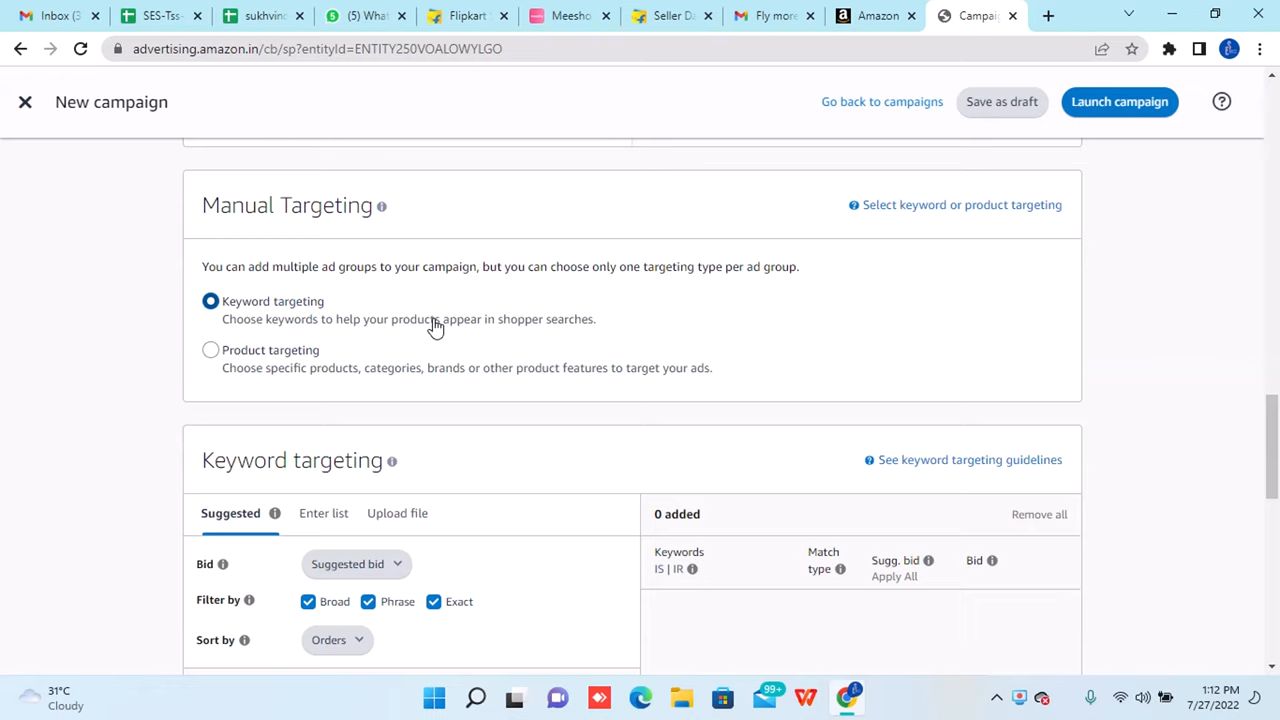 Inbox (3
SES-Tss-
sukhvinc
(5) What
Flipkart
Meesho
Seller Da
Fly more
Amazon
Campaig
advertising.amazon.in/cb/sp?entityId=ENTITY250VOALOWYLGO
New campaign
Go back to campaigns
Save as draft
Launch campaign
Manual Targeting
Select keyword or product targeting
You can add multiple ad groups to your campaign, but you can choose only one targeting type per ad group.
Keyword targeting
Choose keywords to help your products appear in shopper searches.
Product targeting
Choose specific products, categories, brands or other product features to target your ads.
Keyword targeting
See keyword targeting guidelines
Suggested
Enter list
Upload file
0 added
Remove all
Bid
Suggested bid
Keywords
IS | IR
Match
type
Sugg. bid
Apply All
Bid
Filter by
Broad
Phrase
Exact
Sort by
Orders
31°C
Cloudy
99+
1:12 PM
7/27/2022